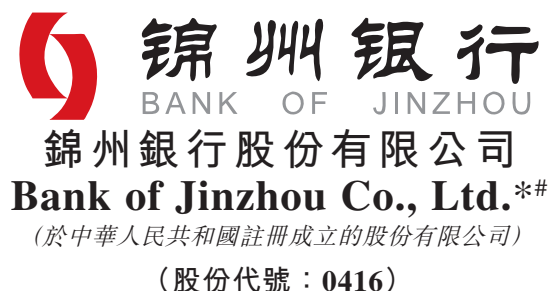 锦州银行
BANK OF JINZHOU
錦州銀行股份有限公司
Bank of Jinzhou Co., Ltd.*#
(於中華人民共和國註冊成立的股份有限公司)
(股份代號：0416)